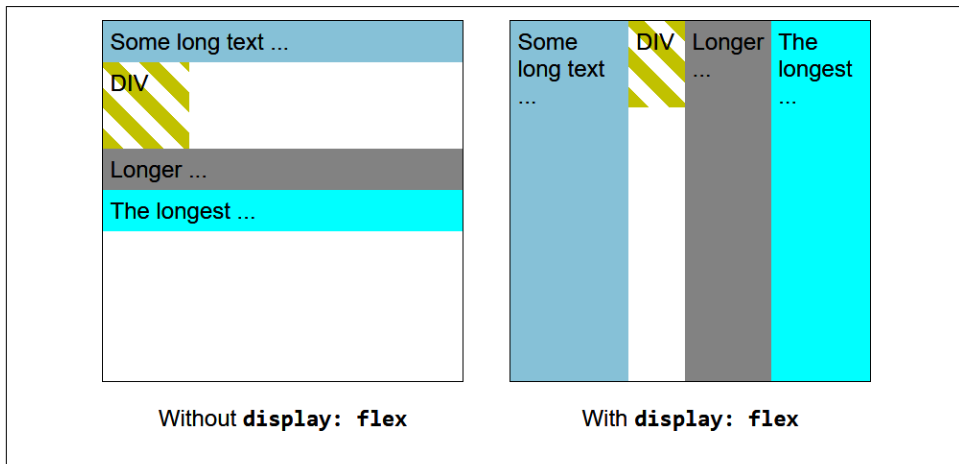 Some long text ...
DIV
Longer ...
The longest ...
Without display: flex
Some
long text
...
DIV
Longer
...
The
longest
...
With display: flex